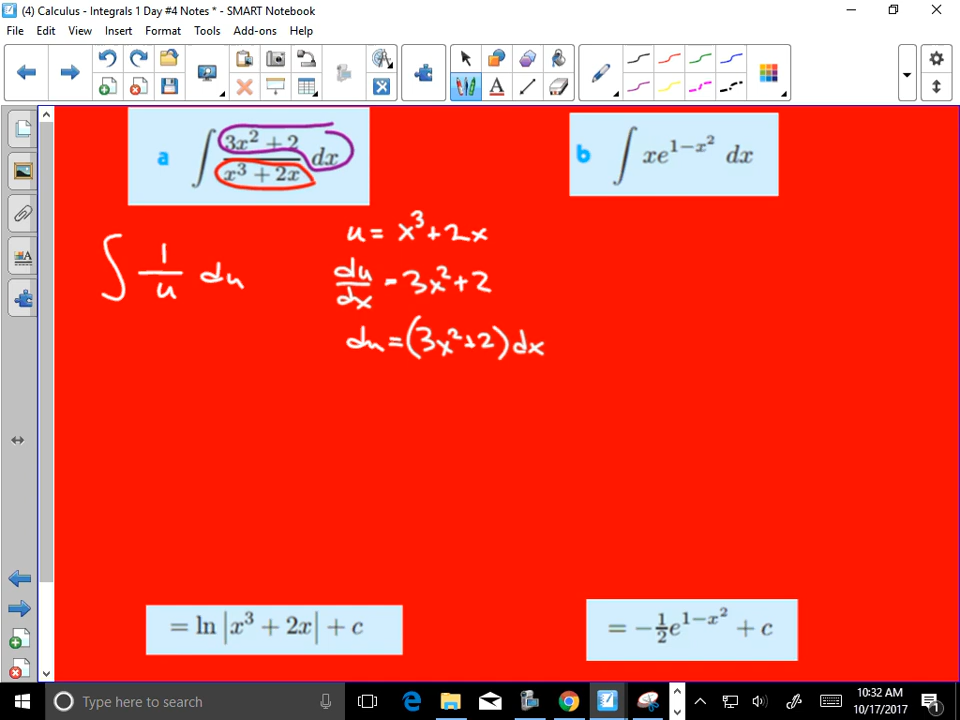 (4) Calculus - Integrals 1 Day #4 Notes * - SMART Notebook
File Edit View Insert Format Tools Add-ons Help
a ∫ (3x² + 2)/(x³ + 2x) dx
b ∫ xe^(1−x²) dx
∫ 1/u du
u = x³+2x
du/dx = 3x²+2
du = (3x²+2) dx
= ln |x³ + 2x| + c
= −½e^(1−x²) + c
Type here to search
10:32 AM
10/17/2017
1